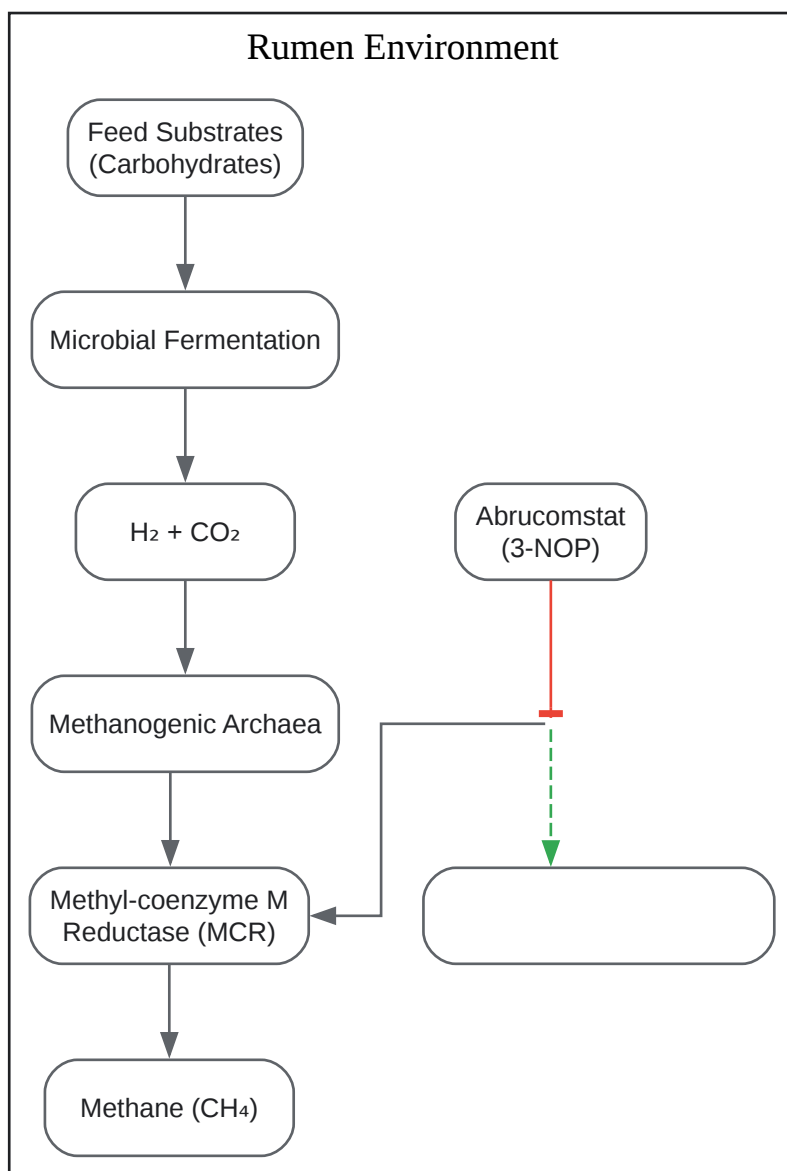 Rumen Environment
Feed Substrates
(Carbohydrates)
Microbial Fermentation
H₂ + CO₂
Abrucomstat
(3-NOP)
Methanogenic Archaea
Methyl-coenzyme M
Reductase (MCR)
Methane (CH₄)